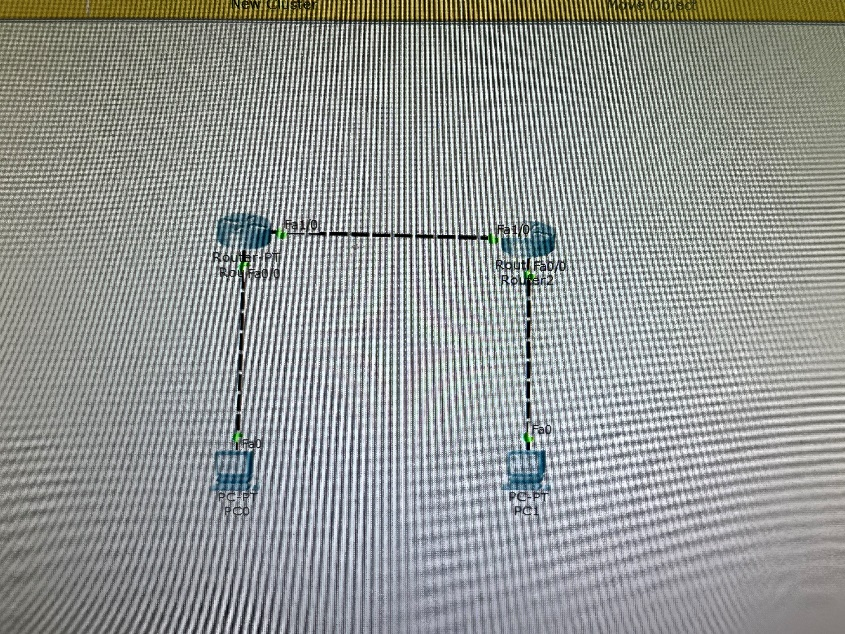 New Cluster
Move Object
Fa1/0
Fa1/0
Router-PT
Fa0/0
Fa0/0
Router2
Fa0
Fa0
PC-PT
PC-PT
PC0
PC1